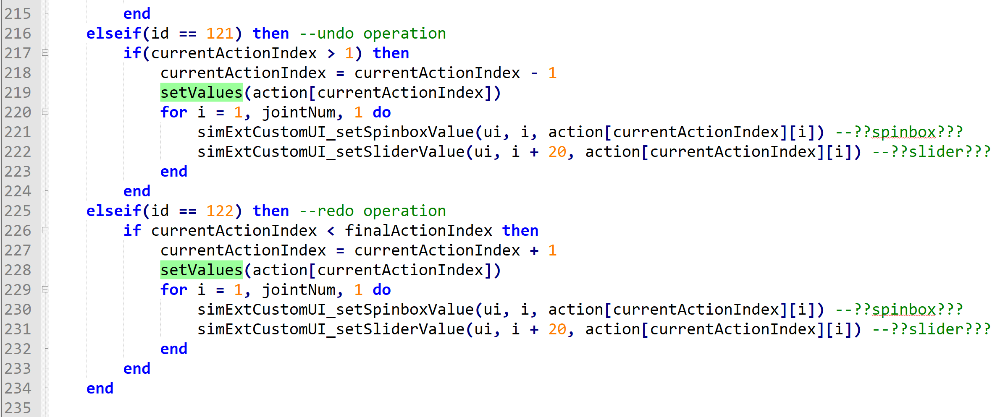 215                end
216        elseif(id == 121) then --undo operation
217            if(currentActionIndex > 1) then
218                currentActionIndex = currentActionIndex - 1
219                setValues(action[currentActionIndex])
220                for i = 1, jointNum, 1 do
221                    simExtCustomUI_setSpinboxValue(ui, i, action[currentActionIndex][i]) --??spinbox???
222                    simExtCustomUI_setSliderValue(ui, i + 20, action[currentActionIndex][i]) --??slider???
223                end
224            end
225        elseif(id == 122) then --redo operation
226            if currentActionIndex < finalActionIndex then
227                currentActionIndex = currentActionIndex + 1
228                setValues(action[currentActionIndex])
229                for i = 1, jointNum, 1 do
230                    simExtCustomUI_setSpinboxValue(ui, i, action[currentActionIndex][i]) --??spinbox???
231                    simExtCustomUI_setSliderValue(ui, i + 20, action[currentActionIndex][i]) --??slider???
232                end
233            end
234        end
235